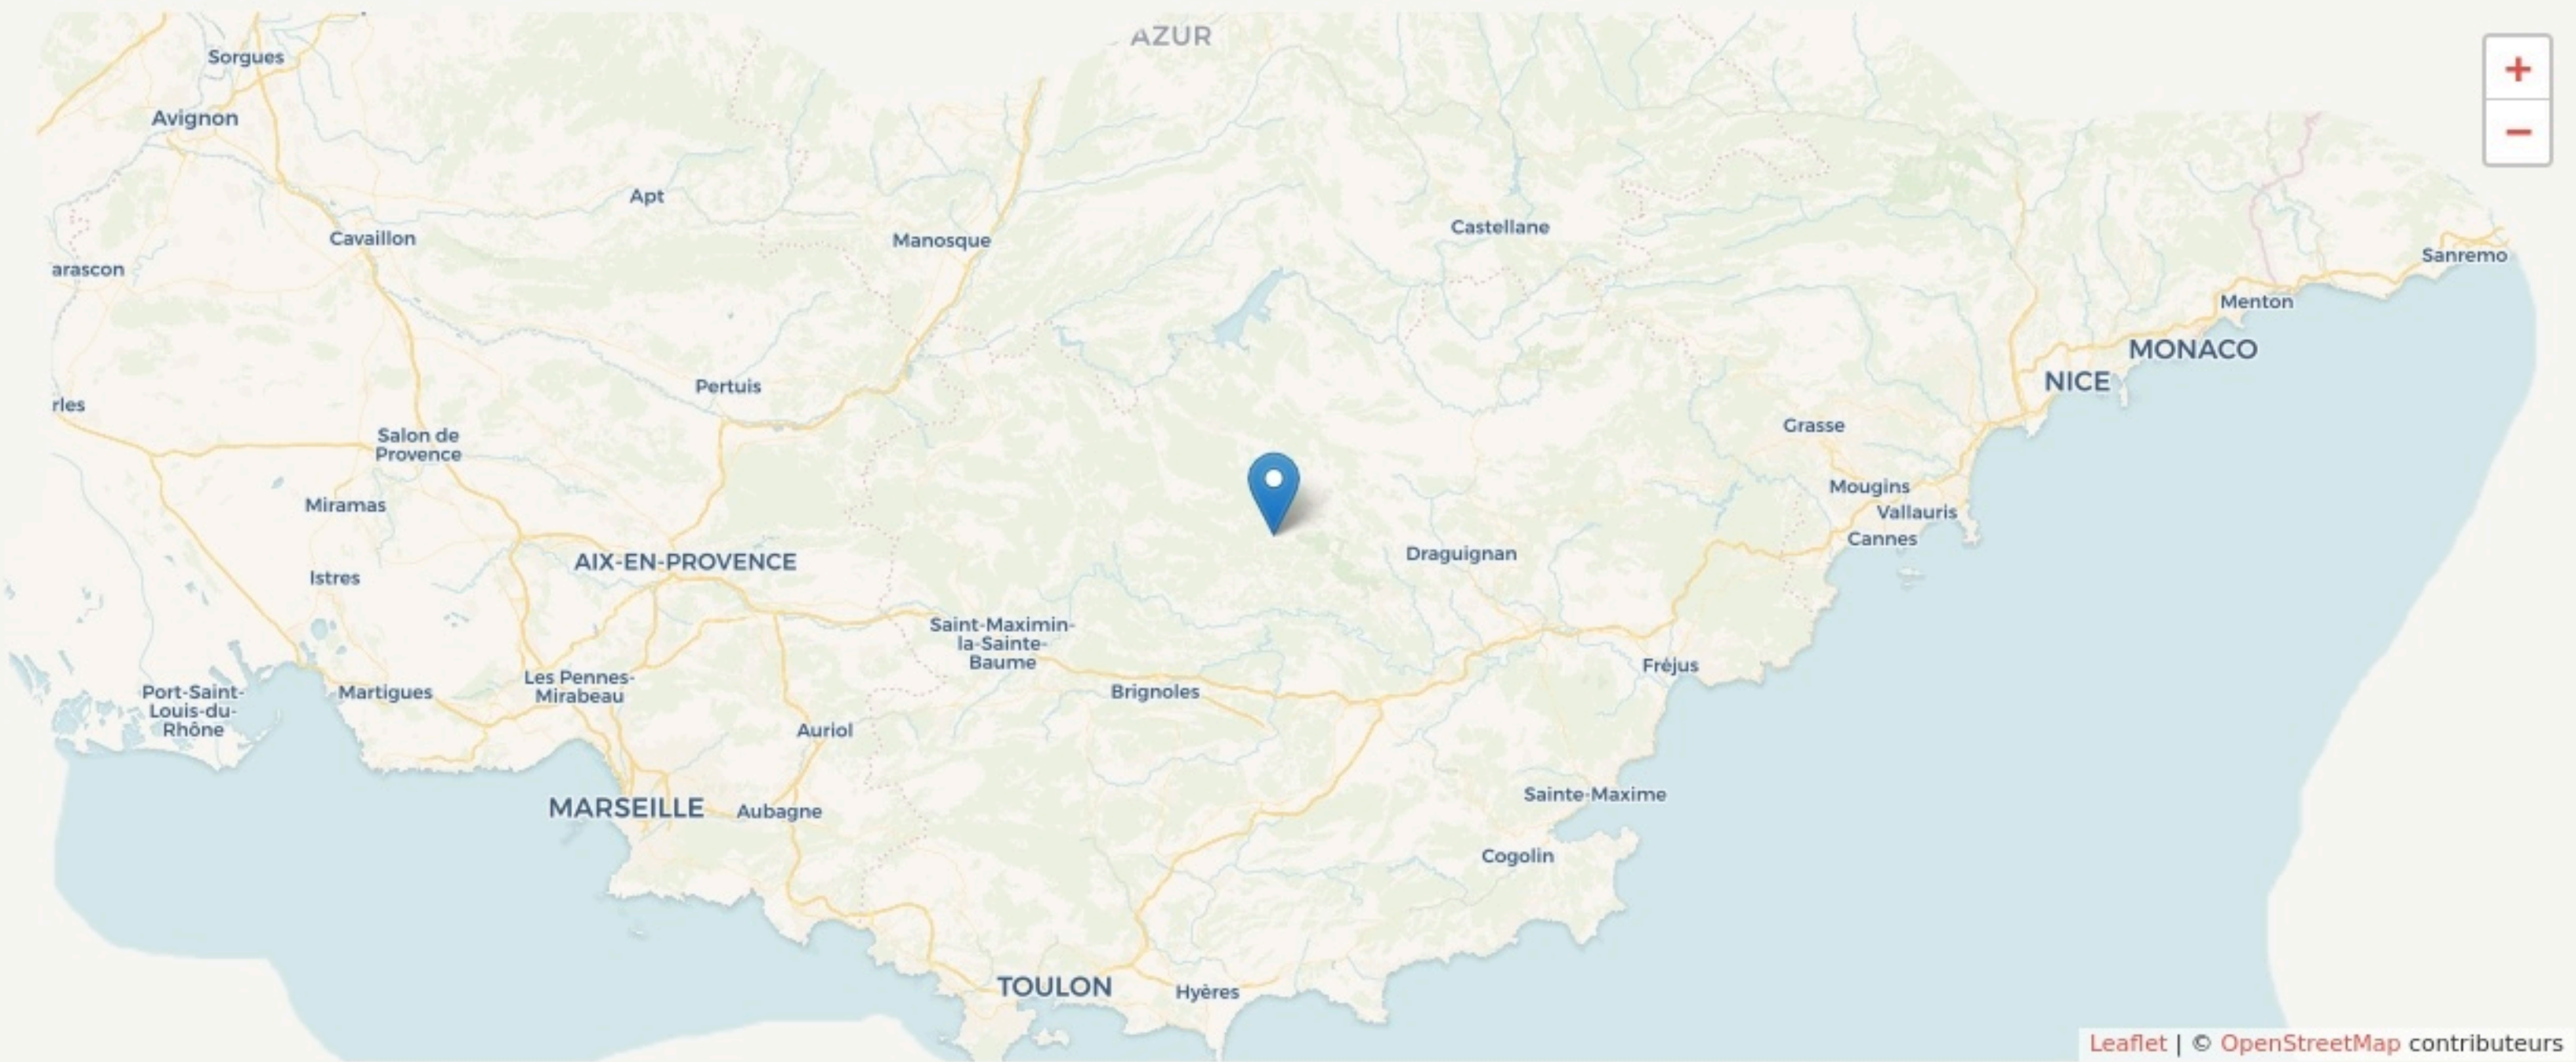 AZUR
Sorgues
Avignon
Apt
Castellane
Cavaillon
Manosque
Sanremo
arascon
Menton
MONACO
NICE
Pertuis
rles
Grasse
Salon de
Provence
Mougins
Miramas
Vallauris
Cannes
Draguignan
AIX-EN-PROVENCE
Istres
Saint-Maximin-
la-Sainte-
Baume
Fréjus
Les Pennes-
Mirabeau
Brignoles
Port-Saint-
Louis-du-
Rhône
Martigues
Auriol
Sainte-Maxime
MARSEILLE
Aubagne
Cogolin
TOULON
Hyères
+
−
Leaflet | © OpenStreetMap contributeurs